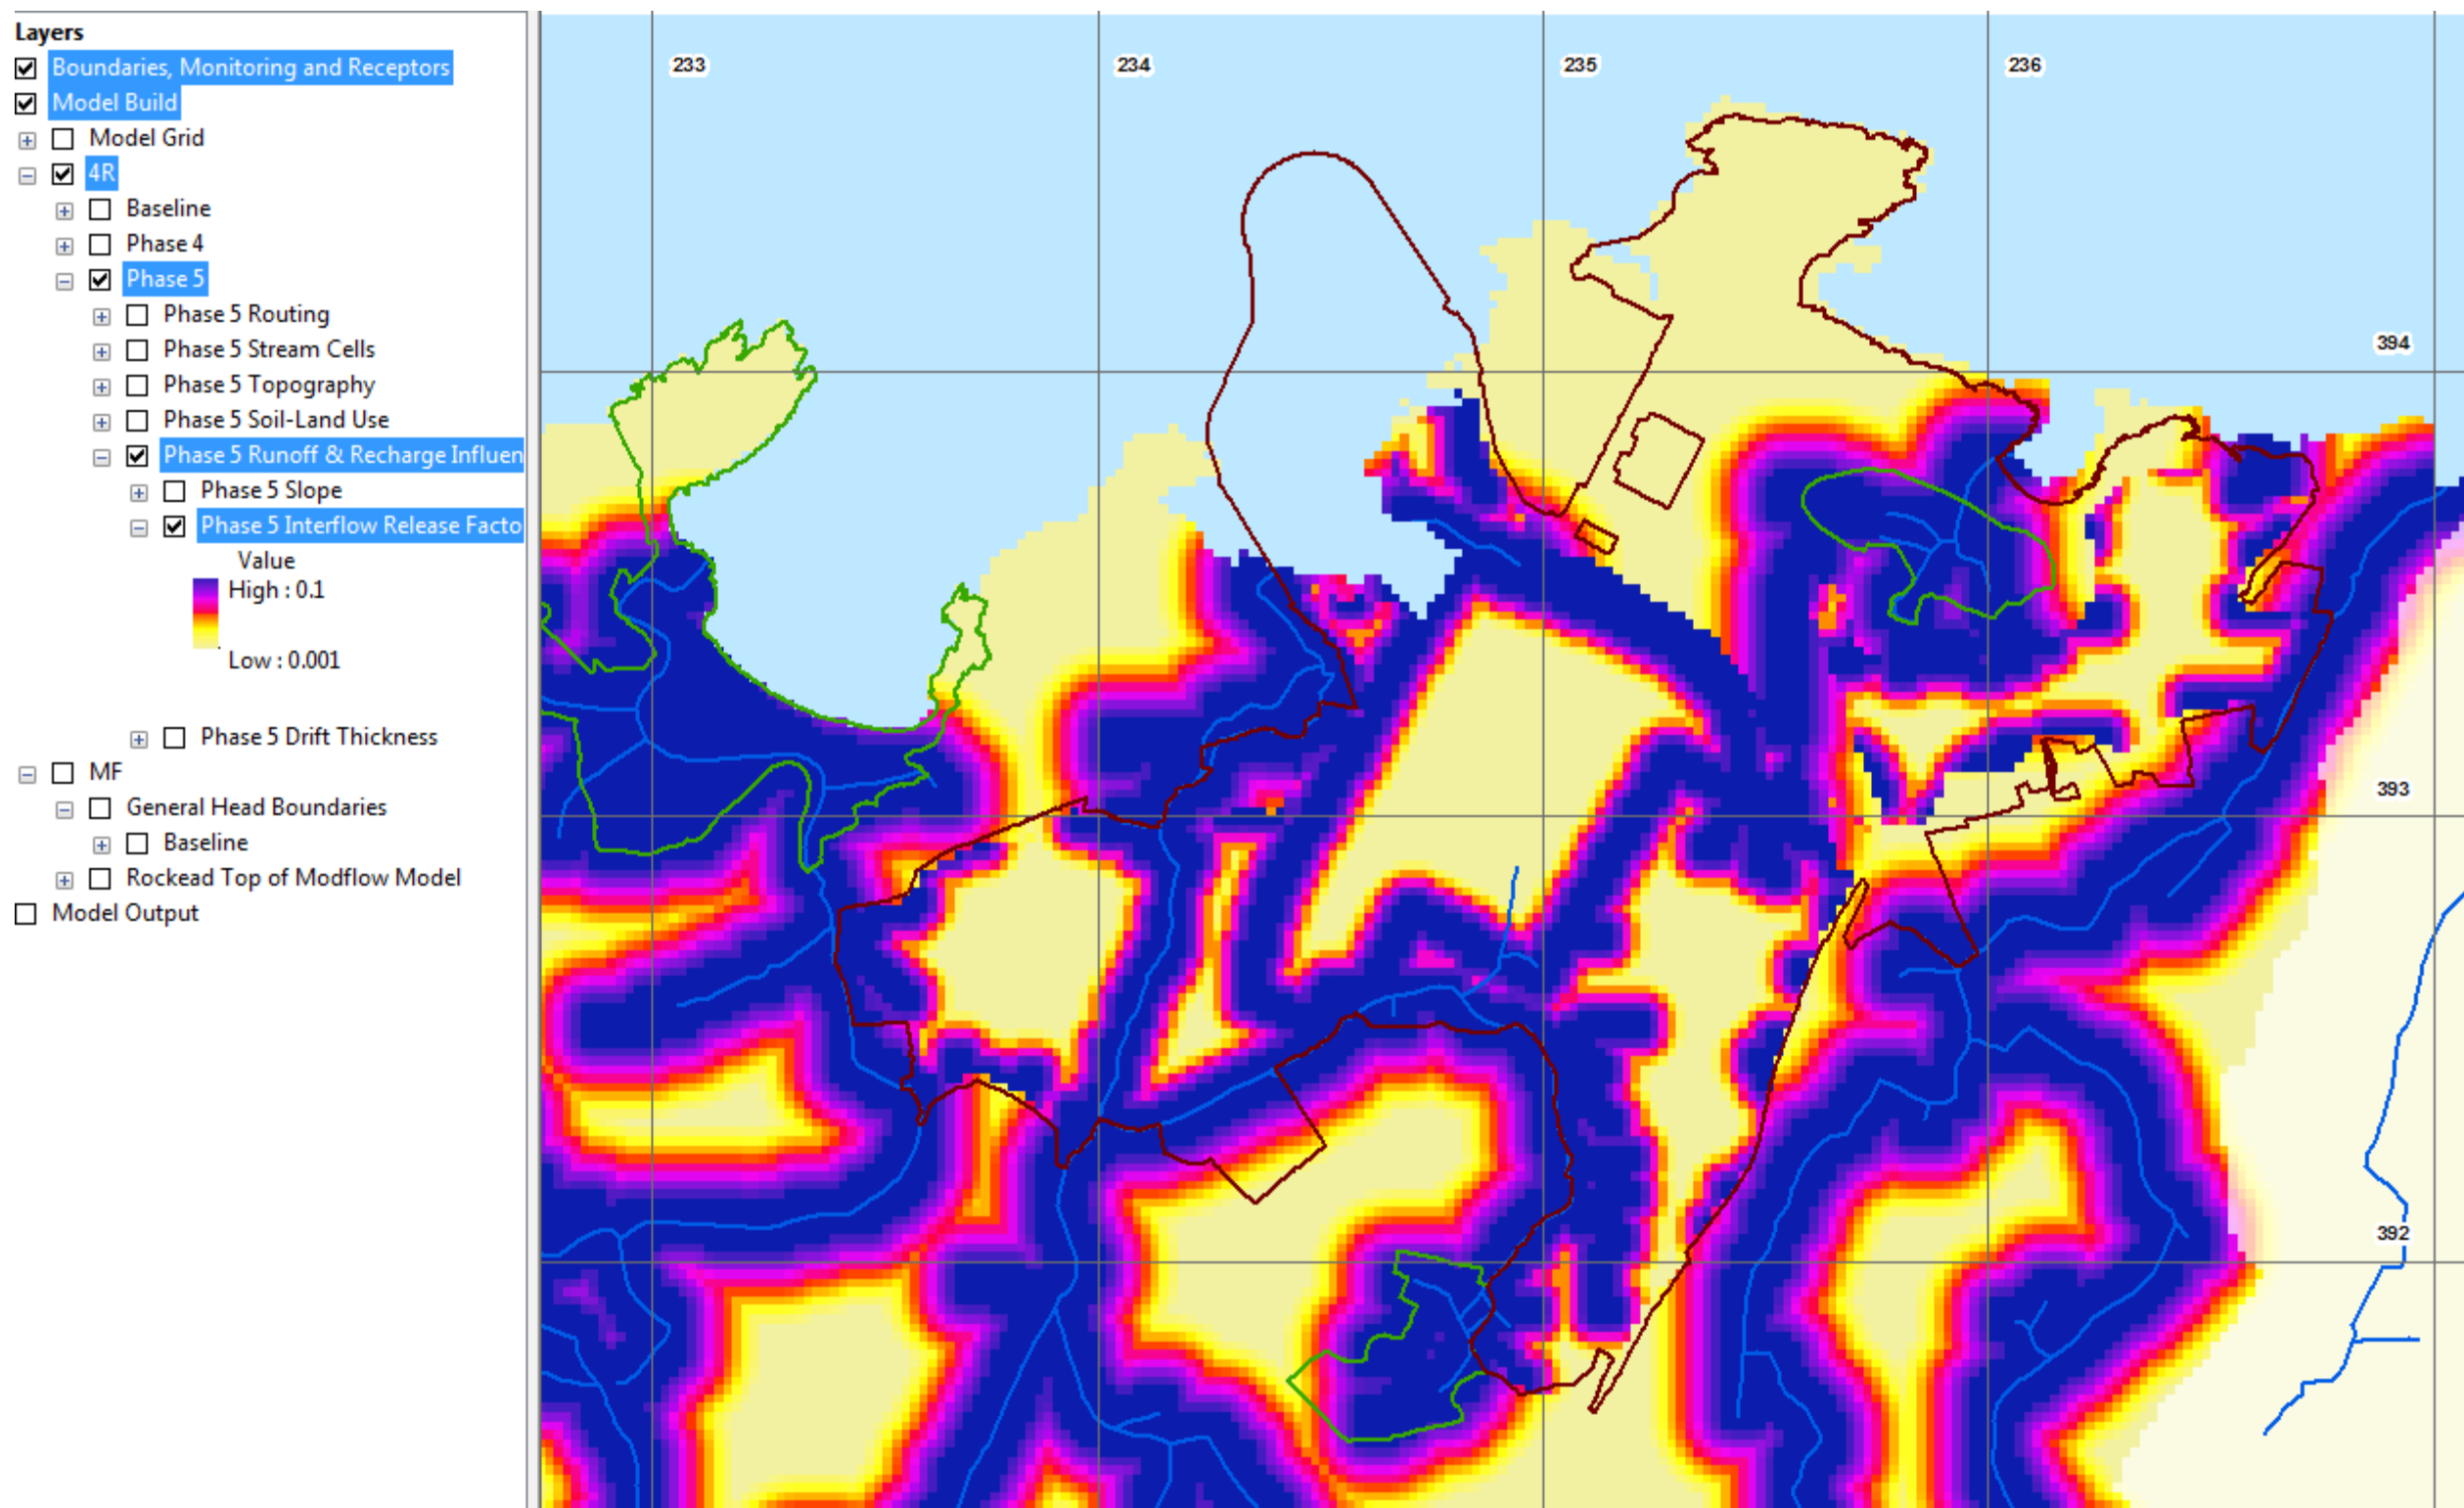 Layers
Boundaries, Monitoring and Receptors
Model Build
Model Grid
4R
Baseline
Phase 4
Phase 5
Phase 5 Routing
Phase 5 Stream Cells
Phase 5 Topography
Phase 5 Soil-Land Use
Phase 5 Runoff & Recharge Influen
Phase 5 Slope
Phase 5 Interflow Release Facto
Value
High : 0.1
Low : 0.001
Phase 5 Drift Thickness
MF
General Head Boundaries
Baseline
Rockead Top of Modflow Model
Model Output
233
234
235
236
394
393
392